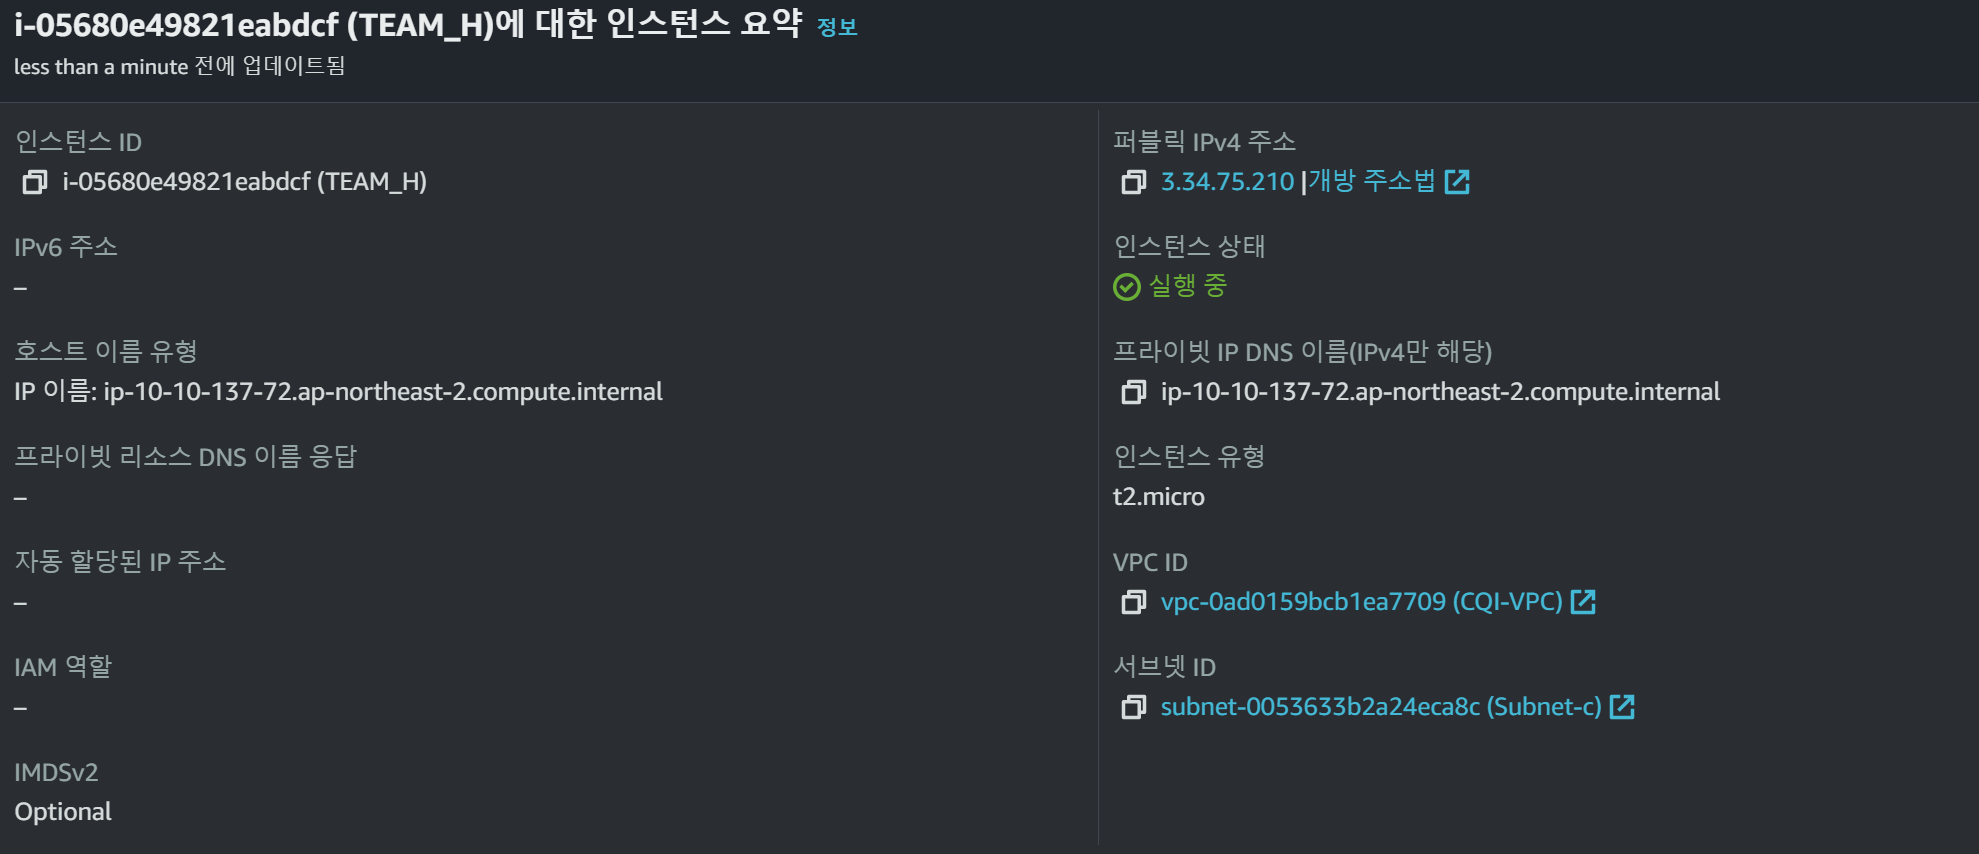 i-05680e49821eabdcf (TEAM_H)에 대한 인스턴스 요약 정보
less than a minute 전에 업데이트됨
인스턴스 ID
i-05680e49821eabdcf (TEAM_H)
IPv6 주소
–
호스트 이름 유형
IP 이름: ip-10-10-137-72.ap-northeast-2.compute.internal
프라이빗 리소스 DNS 이름 응답
–
자동 할당된 IP 주소
–
IAM 역할
–
IMDSv2
Optional
퍼블릭 IPv4 주소
3.34.75.210 |개방 주소법
인스턴스 상태
실행 중
프라이빗 IP DNS 이름(IPv4만 해당)
ip-10-10-137-72.ap-northeast-2.compute.internal
인스턴스 유형
t2.micro
VPC ID
vpc-0ad0159bcb1ea7709 (CQI-VPC)
서브넷 ID
subnet-0053633b2a24eca8c (Subnet-c)